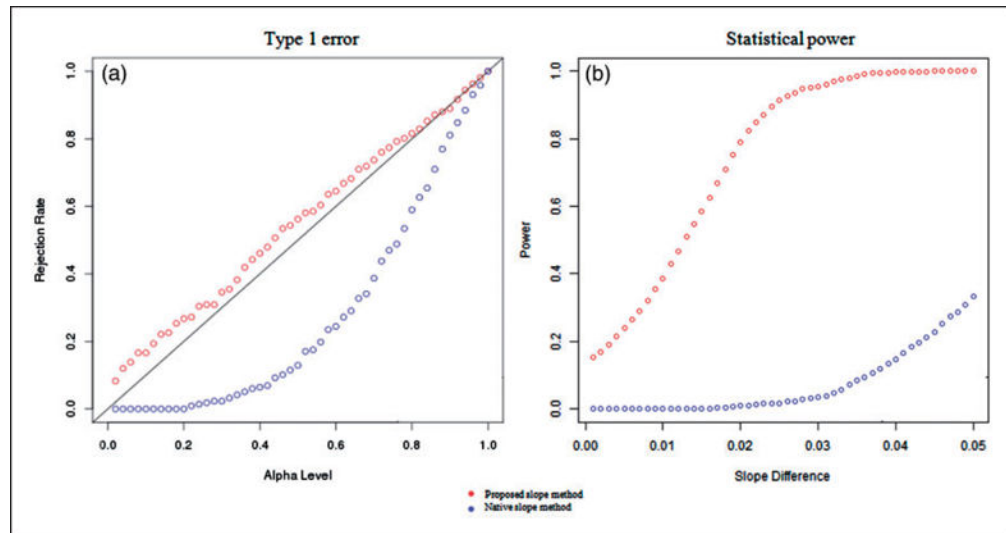 Type 1 error
Statistical power
(a)
1.0
0.8
0.6
0.4
0.2
0.0
Rejection Rate
0.0 0.2 0.4 0.6 0.8 1.0
Alpha Level
(b)
1.0
0.8
0.6
0.4
0.2
0.0
Power
0.00 0.01 0.02 0.03 0.04 0.05
Slope Difference
Proposed slope method
Native slope method